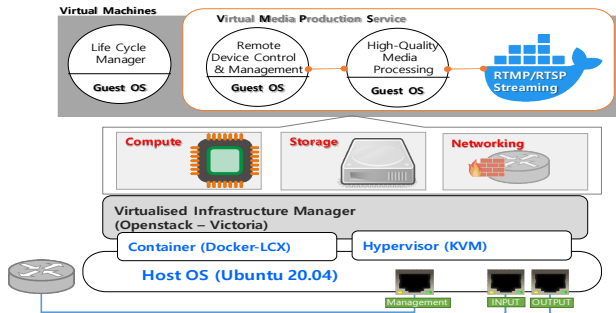 Virtual Machines
Virtual Media Production Service
Life Cycle
Manager
Guest OS
Remote
Device Control
& Management
Guest OS
High-Quality
Media
Processing
Guest OS
RTMP/RTSP
Streaming
Compute
Storage
Networking
Virtualised Infrastructure Manager
(Openstack – Victoria)
Container (Docker-LCX)
Hypervisor (KVM)
Host OS (Ubuntu 20.04)
Management
INPUT
OUTPUT